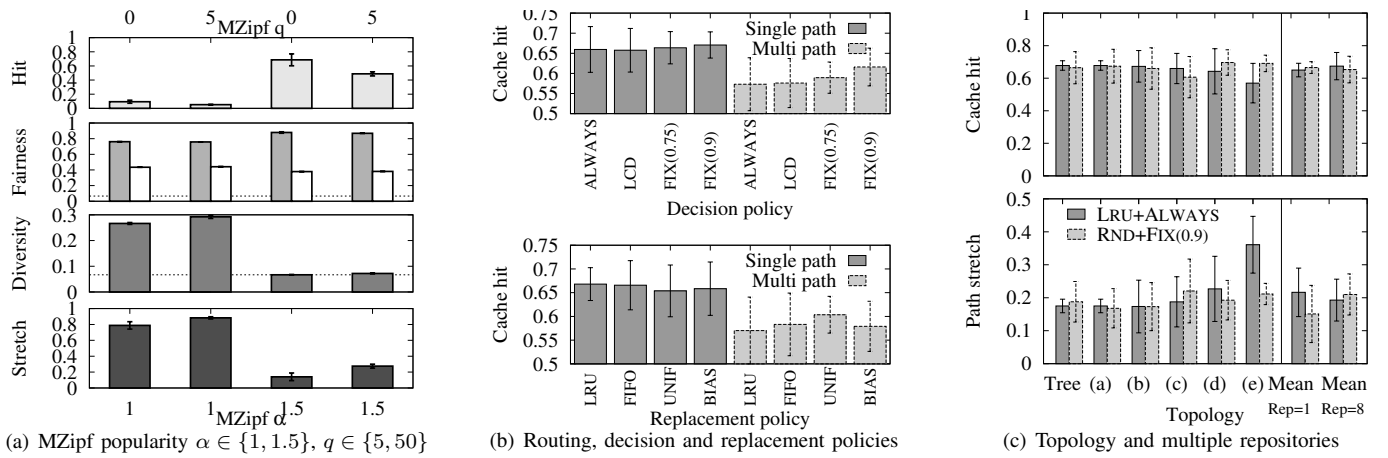 0 5 0 5
MZipf q
Hit
1
0.8
0.6
0.4
0.2
0
Fairness
1
0.8
0.6
0.4
0.2
0
Diversity
0.3
0.2
0.1
0
Stretch
1
0.8
0.6
0.4
0.2
0
1 1 1.5 1.5
MZipf α
(a) MZipf popularity α ∈ {1, 1.5}, q ∈ {5, 50}
Cache hit
0.75
0.7
0.65
0.6
0.55
0.5
Single path
Multi path
ALWAYS LCD FIX(0.75) FIX(0.9) ALWAYS LCD FIX(0.75) FIX(0.9)
Decision policy
Cache hit
0.75
0.7
0.65
0.6
0.55
0.5
Single path
Multi path
LRU FIFO UNIF BIAS LRU FIFO UNIF BIAS
Replacement policy
(b) Routing, decision and replacement policies
Cache hit
1
0.8
0.6
0.4
0.2
0
Path stretch
0.5
0.4
0.3
0.2
0.1
0
LRU+ALWAYS
RND+FIX(0.9)
Tree (a) (b) (c) (d) (e) Mean Mean
Rep=1 Rep=8
Topology
(c) Topology and multiple repositories